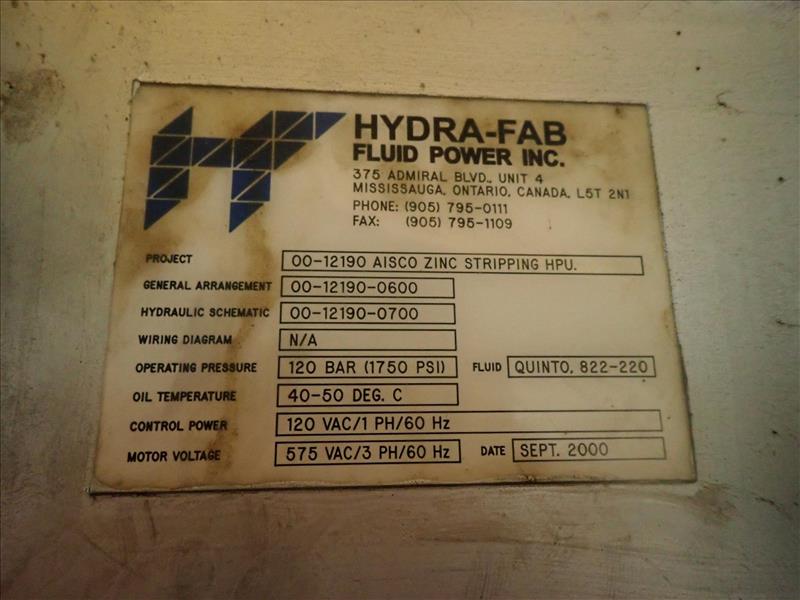 HYDRA-FAB
FLUID POWER INC.
375 ADMIRAL BLVD., UNIT 4
MISSISSAUGA, ONTARIO, CANADA, L5T 2N1
PHONE: (905) 795-0111
FAX: (905) 795-1109
PROJECT 00-12190 AISCO ZINC STRIPPING HPU.
GENERAL ARRANGEMENT 00-12190-0600
HYDRAULIC SCHEMATIC 00-12190-0700
WIRING DIAGRAM N/A
OPERATING PRESSURE 120 BAR (1750 PSI) FLUID QUINTO. 822-220
OIL TEMPERATURE 40-50 DEG. C
CONTROL POWER 120 VAC/1 PH/60 Hz
MOTOR VOLTAGE 575 VAC/3 PH/60 Hz DATE SEPT. 2000